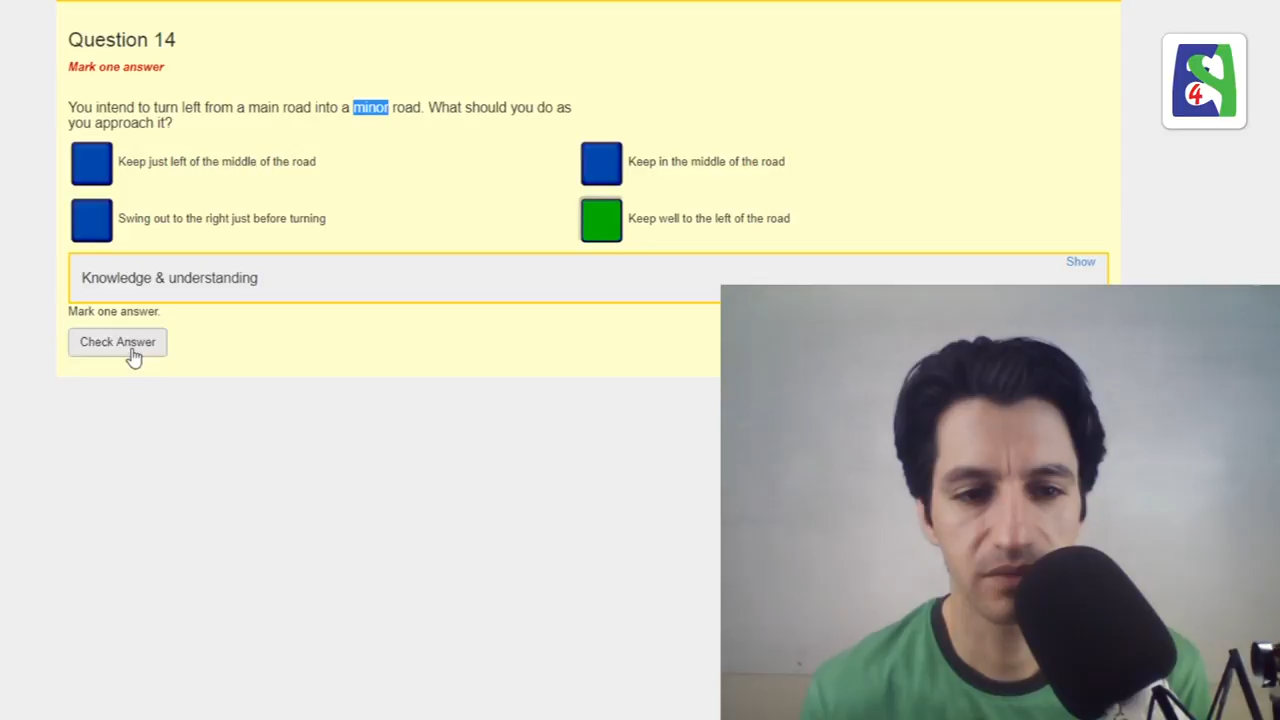 Question 14
Mark one answer
You intend to turn left from a main road into a minor road. What should you do as
you approach it?
Keep just left of the middle of the road
Keep in the middle of the road
Swing out to the right just before turning
Keep well to the left of the road
Show
Knowledge & understanding
Mark one answer.
Check Answer
4